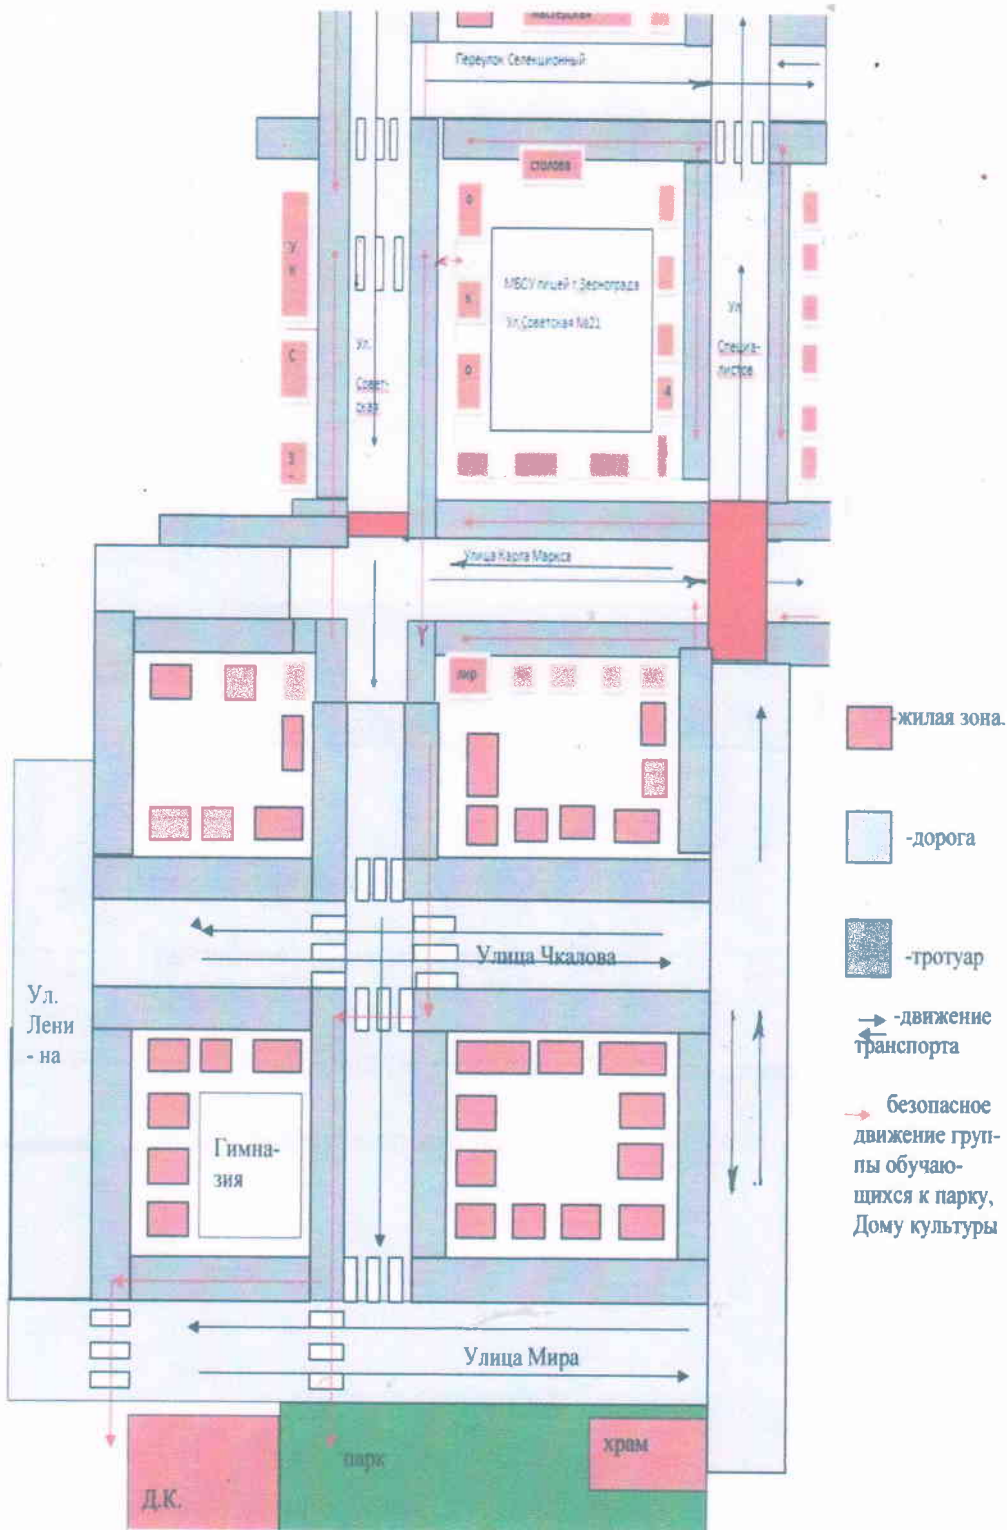 мастерская
Переулок Селекционный
столова
о
к
о
У
К
С
МБОУ лицей г.Зернограда
Ул.Советская №21
Ул.
Совет-
ская
Ул
Специа-
листов
Улица Карла Маркса
-жилая зона.
-дорога
-тротуар
-движение
транспорта
безопасное
движение груп-
пы обучаю-
щихся к парку,
Дому культуры
Улица Чкалова
Ул.
Лени
- на
Гимна-
зия
Улица Мира
Д.К.
парк
храм